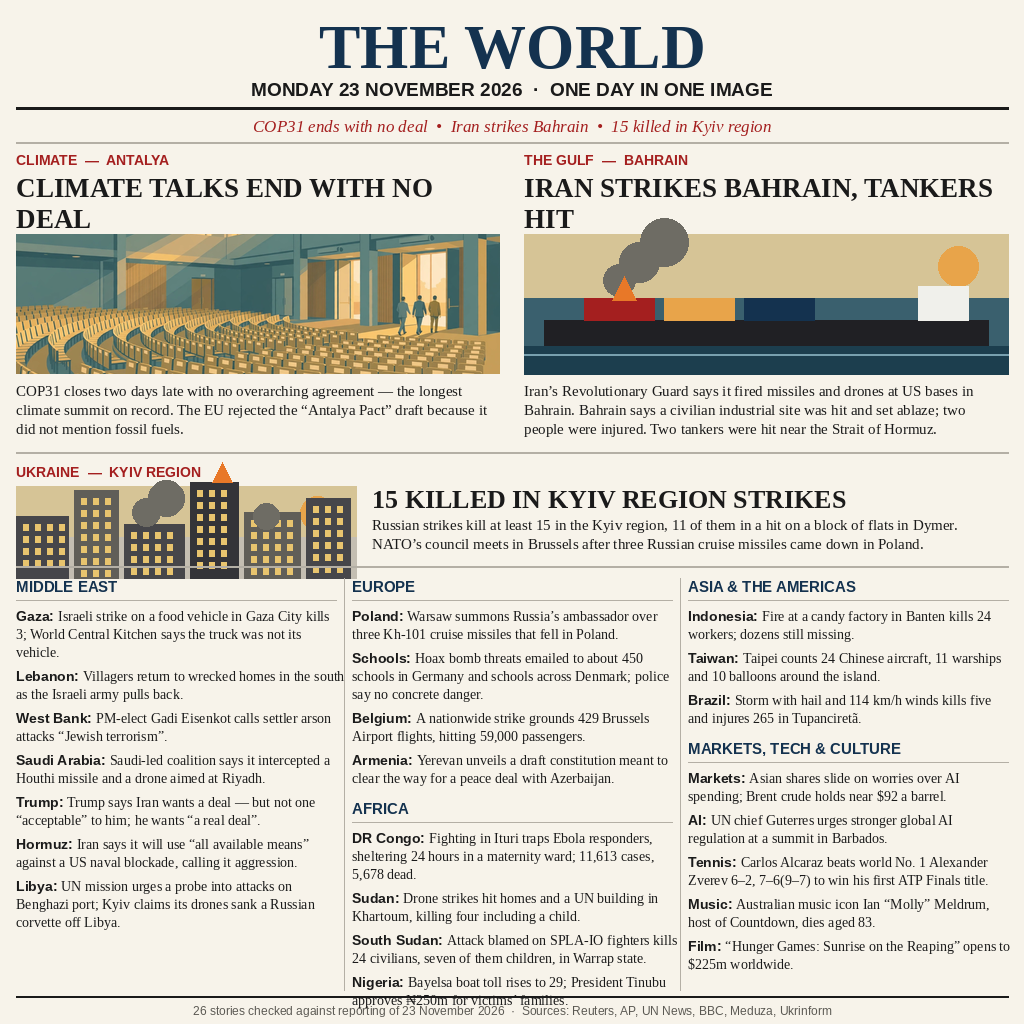 THE WORLD
MONDAY 23 NOVEMBER 2026 · ONE DAY IN ONE IMAGE
COP31 ends with no deal • Iran strikes Bahrain • 15 killed in Kyiv region
CLIMATE — ANTALYA
CLIMATE TALKS END WITH NO
DEAL
COP31 closes two days late with no overarching agreement — the longest
climate summit on record. The EU rejected the “Antalya Pact” draft because it
did not mention fossil fuels.
THE GULF — BAHRAIN
IRAN STRIKES BAHRAIN, TANKERS
HIT
Iran’s Revolutionary Guard says it fired missiles and drones at US bases in
Bahrain. Bahrain says a civilian industrial site was hit and set ablaze; two
people were injured. Two tankers were hit near the Strait of Hormuz.
UKRAINE — KYIV REGION
15 KILLED IN KYIV REGION STRIKES
Russian strikes kill at least 15 in the Kyiv region, 11 of them in a hit on a block of flats in Dymer.
NATO’s council meets in Brussels after three Russian cruise missiles came down in Poland.
MIDDLE EAST
Gaza: Israeli strike on a food vehicle in Gaza City kills
3; World Central Kitchen says the truck was not its
vehicle.
Lebanon: Villagers return to wrecked homes in the south
as the Israeli army pulls back.
West Bank: PM-elect Gadi Eisenkot calls settler arson
attacks “Jewish terrorism”.
Saudi Arabia: Saudi-led coalition says it intercepted a
Houthi missile and a drone aimed at Riyadh.
Trump: Trump says Iran wants a deal — but not one
“acceptable” to him; he wants “a real deal”.
Hormuz: Iran says it will use “all available means”
against a US naval blockade, calling it aggression.
Libya: UN mission urges a probe into attacks on
Benghazi port; Kyiv claims its drones sank a Russian
corvette off Libya.
EUROPE
Poland: Warsaw summons Russia’s ambassador over
three Kh-101 cruise missiles that fell in Poland.
Schools: Hoax bomb threats emailed to about 450
schools in Germany and schools across Denmark; police
say no concrete danger.
Belgium: A nationwide strike grounds 429 Brussels
Airport flights, hitting 59,000 passengers.
Armenia: Yerevan unveils a draft constitution meant to
clear the way for a peace deal with Azerbaijan.
AFRICA
DR Congo: Fighting in Ituri traps Ebola responders,
sheltering 24 hours in a maternity ward; 11,613 cases,
5,678 dead.
Sudan: Drone strikes hit homes and a UN building in
Khartoum, killing four including a child.
South Sudan: Attack blamed on SPLA-IO fighters kills
24 civilians, seven of them children, in Warrap state.
Nigeria: Bayelsa boat toll rises to 29; President Tinubu
approves ₦250m for victims’ families.
ASIA & THE AMERICAS
Indonesia: Fire at a candy factory in Banten kills 24
workers; dozens still missing.
Taiwan: Taipei counts 24 Chinese aircraft, 11 warships
and 10 balloons around the island.
Brazil: Storm with hail and 114 km/h winds kills five
and injures 265 in Tupanciretã.
MARKETS, TECH & CULTURE
Markets: Asian shares slide on worries over AI
spending; Brent crude holds near $92 a barrel.
AI: UN chief Guterres urges stronger global AI
regulation at a summit in Barbados.
Tennis: Carlos Alcaraz beats world No. 1 Alexander
Zverev 6–2, 7–6(9–7) to win his first ATP Finals title.
Music: Australian music icon Ian “Molly” Meldrum,
host of Countdown, dies aged 83.
Film: “Hunger Games: Sunrise on the Reaping” opens to
$225m worldwide.
26 stories checked against reporting of 23 November 2026 · Sources: Reuters, AP, UN News, BBC, Meduza, Ukrinform